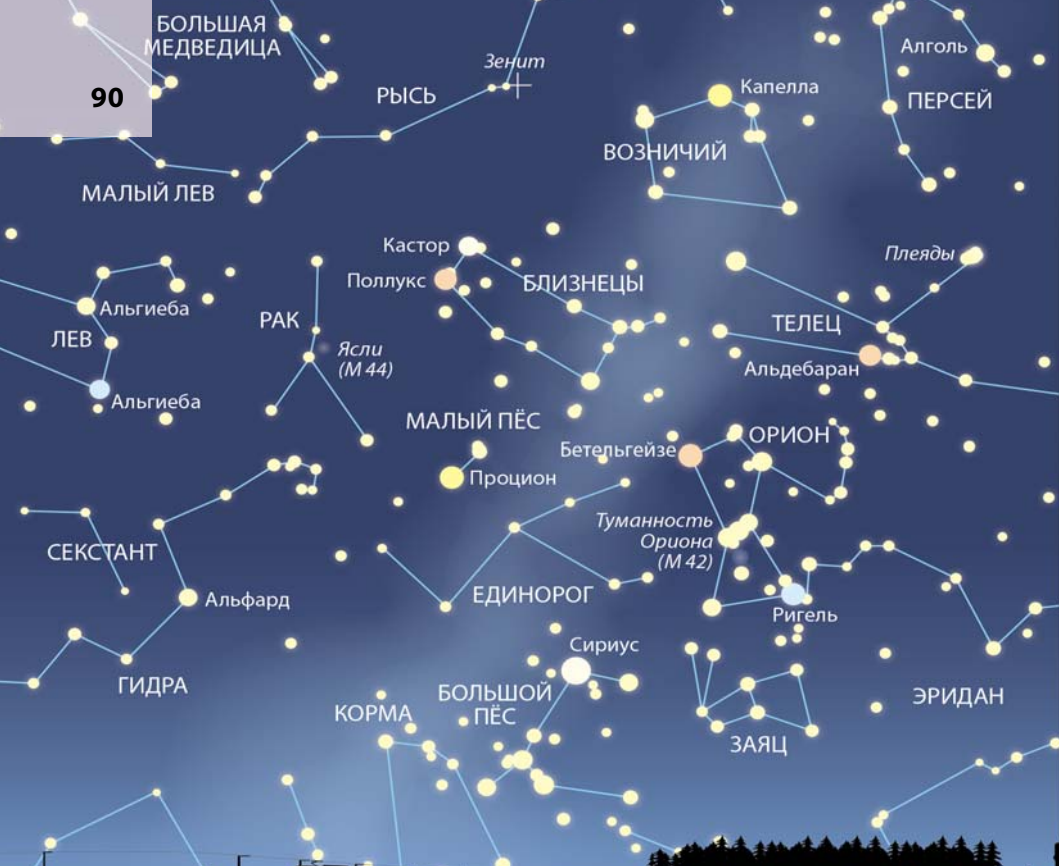 БОЛЬШАЯ
МЕДВЕДИЦА
90
Зенит
РЫСЬ
Капелла
Алголь
ПЕРСЕЙ
ВОЗНИЧИЙ
МАЛЫЙ ЛЕВ
Кастор
Поллукс
БЛИЗНЕЦЫ
Плеяды
Альгиеба
ЛЕВ
РАК
Ясли
(М 44)
ТЕЛЕЦ
Альдебаран
Альгиеба
МАЛЫЙ ПЁС
Процион
Бетельгейзе
ОРИОН
Туманность
Ориона
(М 42)
СЕКСТАНТ
Альфард
ЕДИНОРОГ
Ригель
Сириус
ГИДРА
КОРМА
БОЛЬШОЙ
ПЁС
ЗАЯЦ
ЭРИДАН